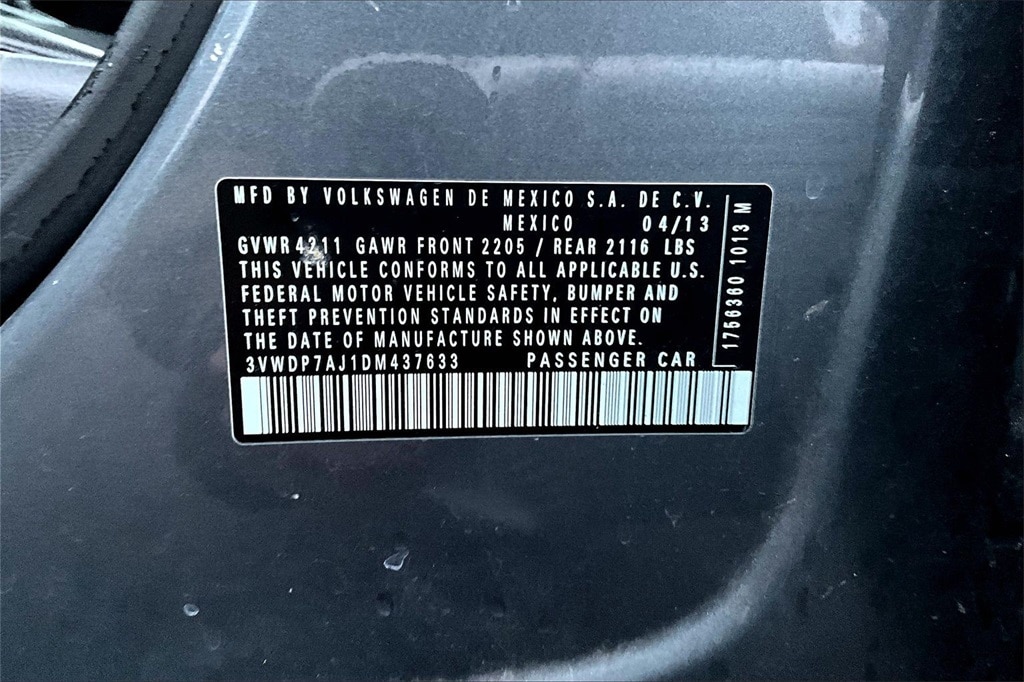 MFD BY VOLKSWAGEN DE MEXICO S.A. DE C.V.
MEXICO 04/13
GVWR 4211 GAWR FRONT 2205 / REAR 2116 LBS
THIS VEHICLE CONFORMS TO ALL APPLICABLE U.S.
FEDERAL MOTOR VEHICLE SAFETY, BUMPER AND
THEFT PREVENTION STANDARDS IN EFFECT ON
THE DATE OF MANUFACTURE SHOWN ABOVE.
3VWDP7AJ1DM437633 PASSENGER CAR
1756360 1013 M